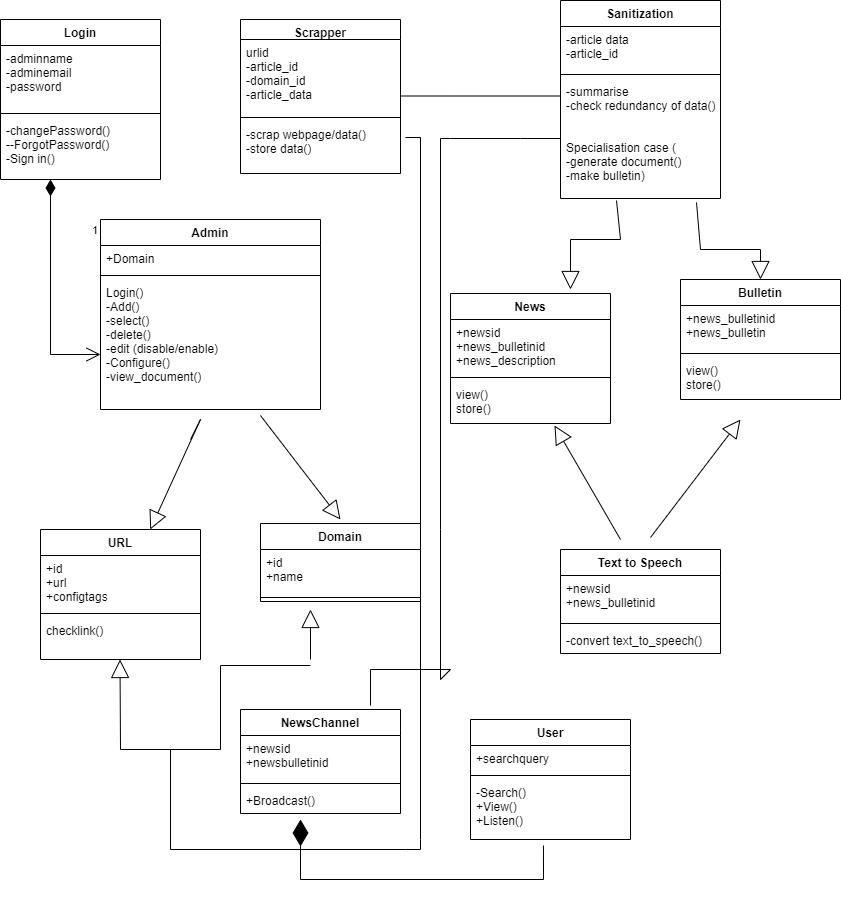 Login
-adminname
-adminemail
-password
-changePassword()
--ForgotPassword()
-Sign in()
Scrapper
urlid
-article_id
-domain_id
-article_data
-scrap webpage/data()
-store data()
Sanitization
-article data
-article_id
-summarise
-check redundancy of data()
Specialisation case (
-generate document()
-make bulletin)
1
Admin
+Domain
Login()
-Add()
-select()
-delete()
-edit (disable/enable)
-Configure()
-view_document()
News
+newsid
+news_bulletinid
+news_description
view()
store()
Bulletin
+news_bulletinid
+news_bulletin
view()
store()
URL
+id
+url
+configtags
checklink()
Domain
+id
+name
Text to Speech
+newsid
+news_bulletinid
-convert text_to_speech()
NewsChannel
+newsid
+newsbulletinid
+Broadcast()
User
+searchquery
-Search()
+View()
+Listen()